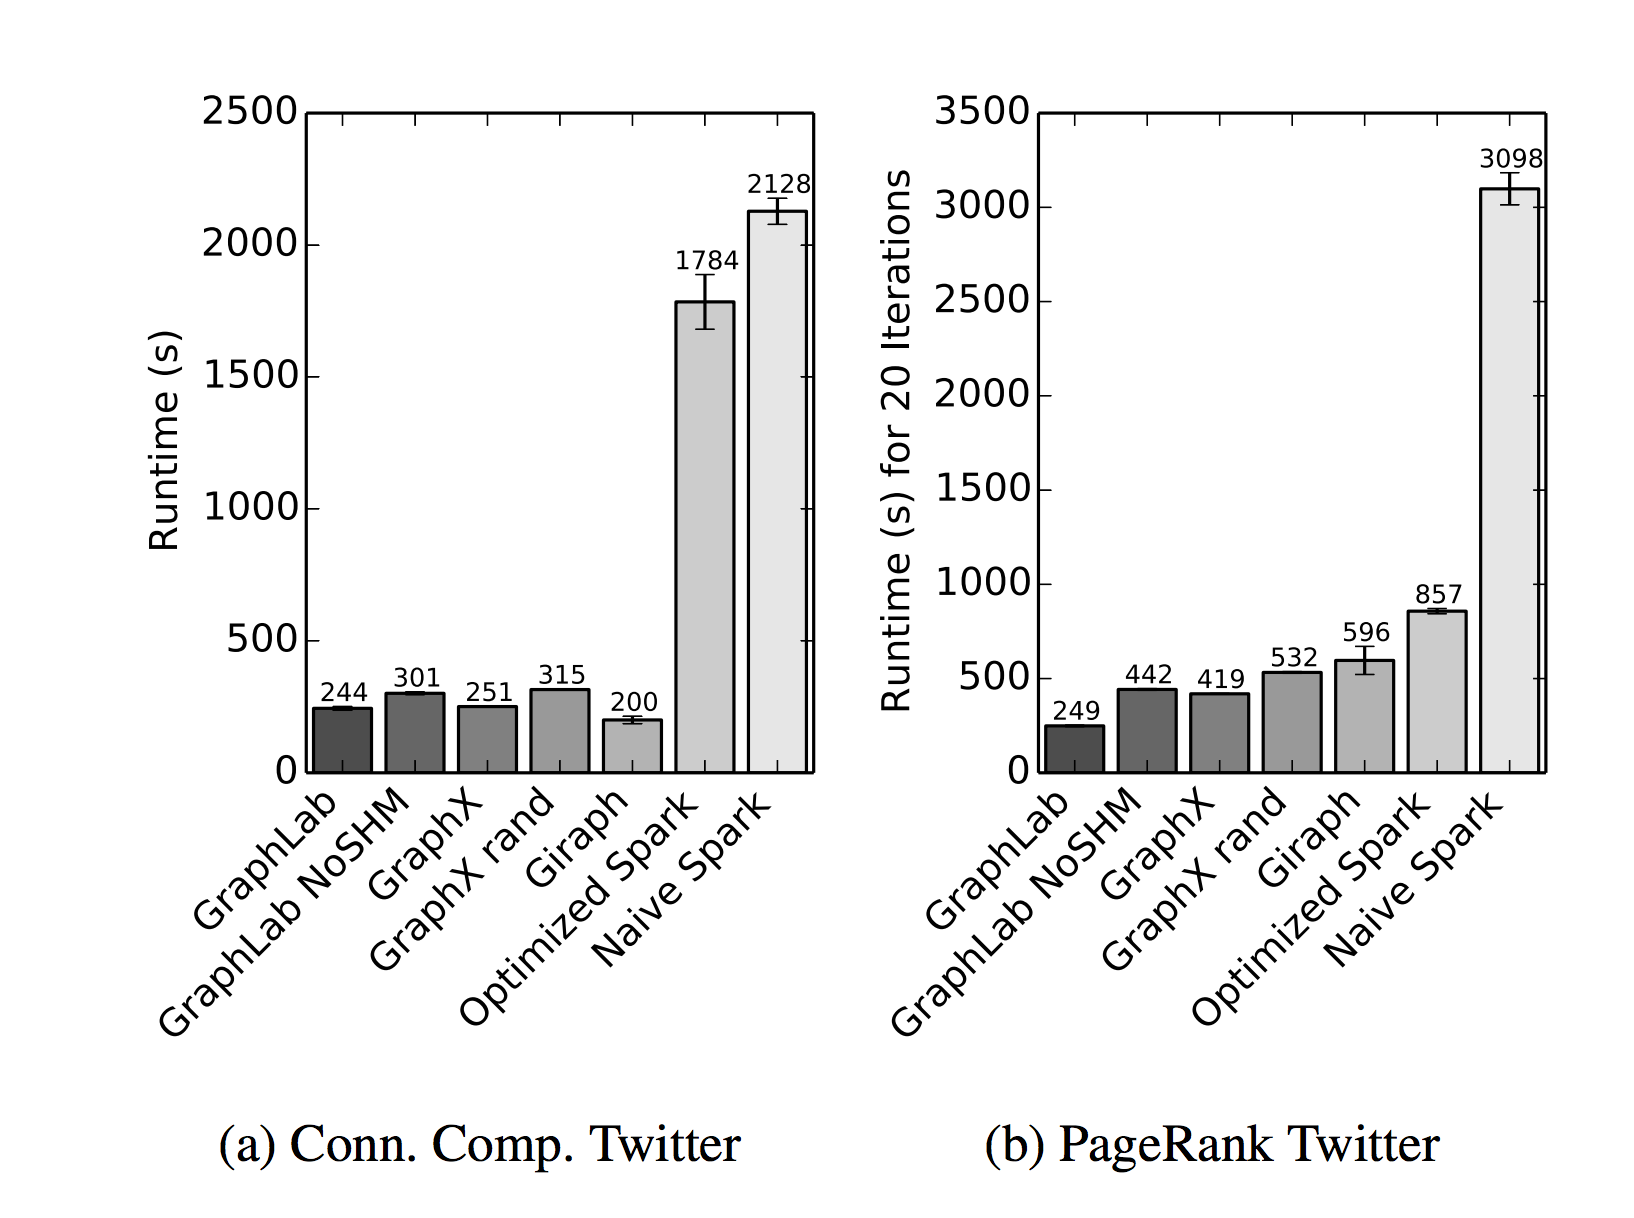 2500
2000
1500
1000
500
0
Runtime (s)
244
301
251
315
200
1784
2128
GraphLab
GraphLab NoSHM
GraphX
GraphX rand
Giraph
Optimized Spark
Naive Spark
(a) Conn. Comp. Twitter
3500
3000
2500
2000
1500
1000
500
0
Runtime (s) for 20 Iterations
249
442
419
532
596
857
3098
GraphLab
GraphLab NoSHM
GraphX
GraphX rand
Giraph
Optimized Spark
Naive Spark
(b) PageRank Twitter